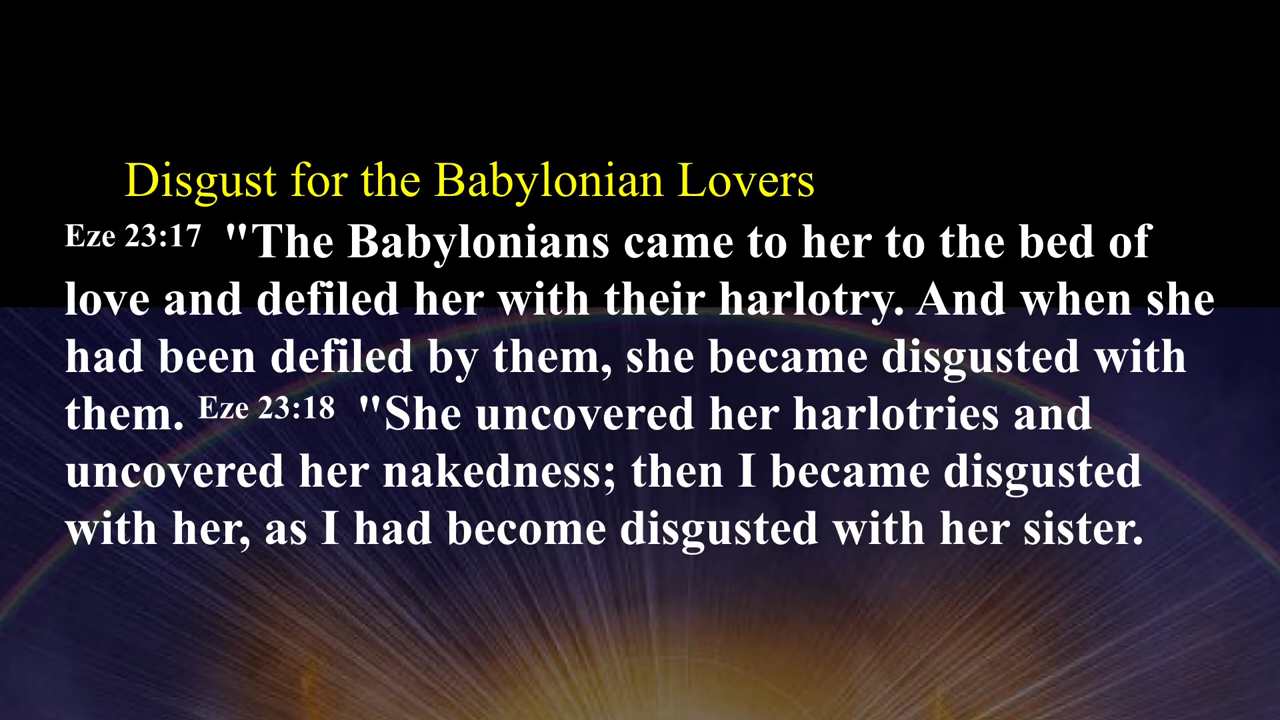 Disgust for the Babylonian Lovers
Eze 23:17 "The Babylonians came to her to the bed of
love and defiled her with their harlotry. And when she
had been defiled by them, she became disgusted with
them. Eze 23:18 "She uncovered her harlotries and
uncovered her nakedness; then I became disgusted
with her, as I had become disgusted with her sister.